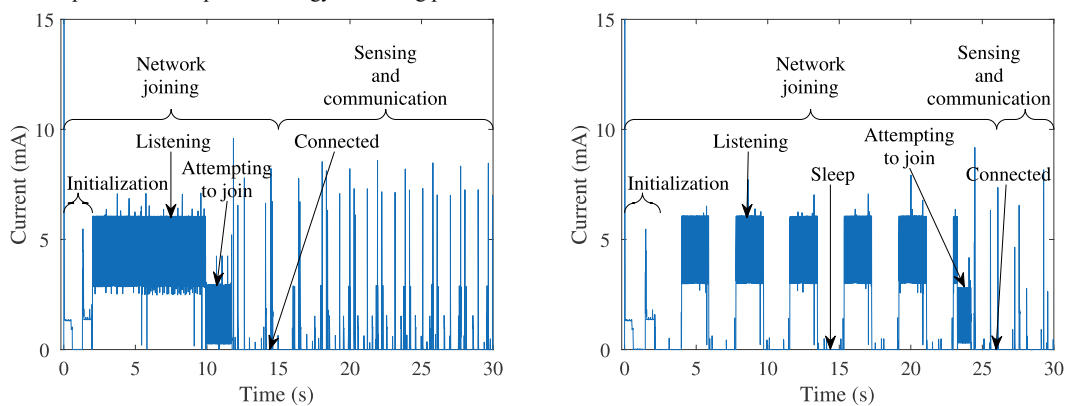 15
10
5
0
Current (mA)
0
5
10
15
20
25
30
Time (s)
Network
joining
Sensing
and
communication
Listening
Attempting
to join
Connected
Initialization
15
10
5
0
Current (mA)
0
5
10
15
20
25
30
Time (s)
Network
joining
Sensing
and
communication
Listening
Attempting
to join
Sleep
Connected
Initialization